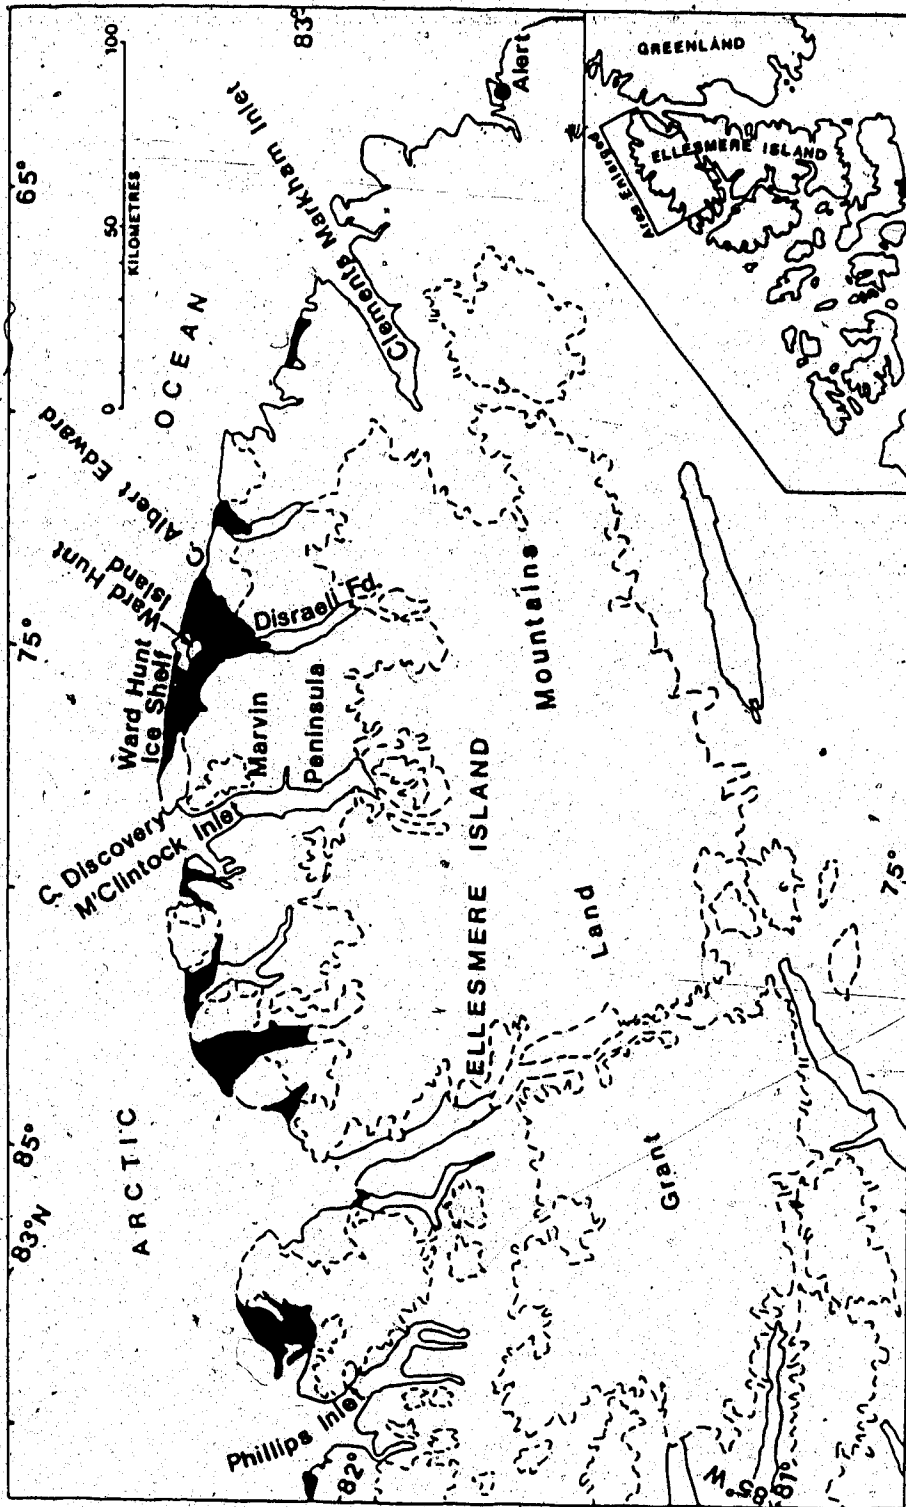 83°N
85°
75°
65°
83°
ARCTIC
OCEAN
0
50
100
KILOMETRES
Phillips Inlet
C. Discovery
M'Clintock Inlet
Ward Hunt
Ice Shelf
Ward Hunt
Island
C. Albert Edward
Clements Markham Inlet
Alert
Marvin
Peninsula
Disraeli Fd.
ELLESMERE ISLAND
Grant
Land
Mountains
82°
85° W
81°
75°
GREENLAND
ELLESMERE ISLAND
Area Enlarged